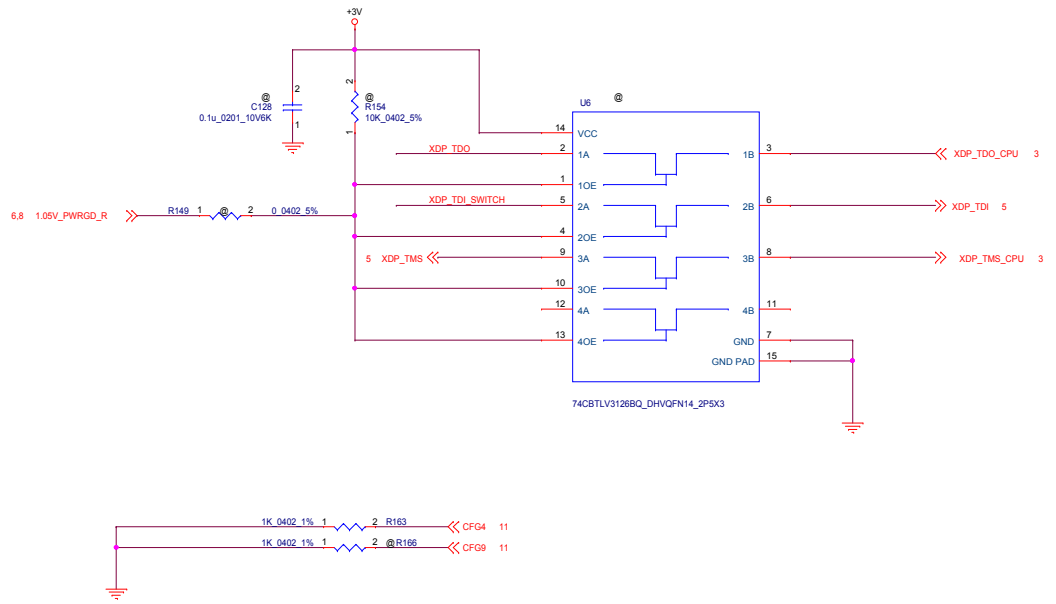 +3V
@
C128
0.1u_0201_10V6K
2
1
2
1
@
R154
10K_0402_5%
U6 @
14 VCC
XDP_TDO 2 1A 1B 3 XDP_TDO_CPU 3
1 1OE
XDP_TDI_SWITCH 5 2A 2B 6 XDP_TDI 5
6,8 1.05V_PWRGD_R R149 1 @ 2 0_0402_5%
4 2OE
5 XDP_TMS 9 3A 3B 8 XDP_TMS_CPU 3
10 3OE
12 4A 4B 11
13 4OE GND 7
GND PAD 15
74CBTLV3126BQ_DHVQFN14_2P5X3
1K_0402_1% 1 2 R163 CFG4 11
1K_0402_1% 1 2 @ R166 CFG9 11